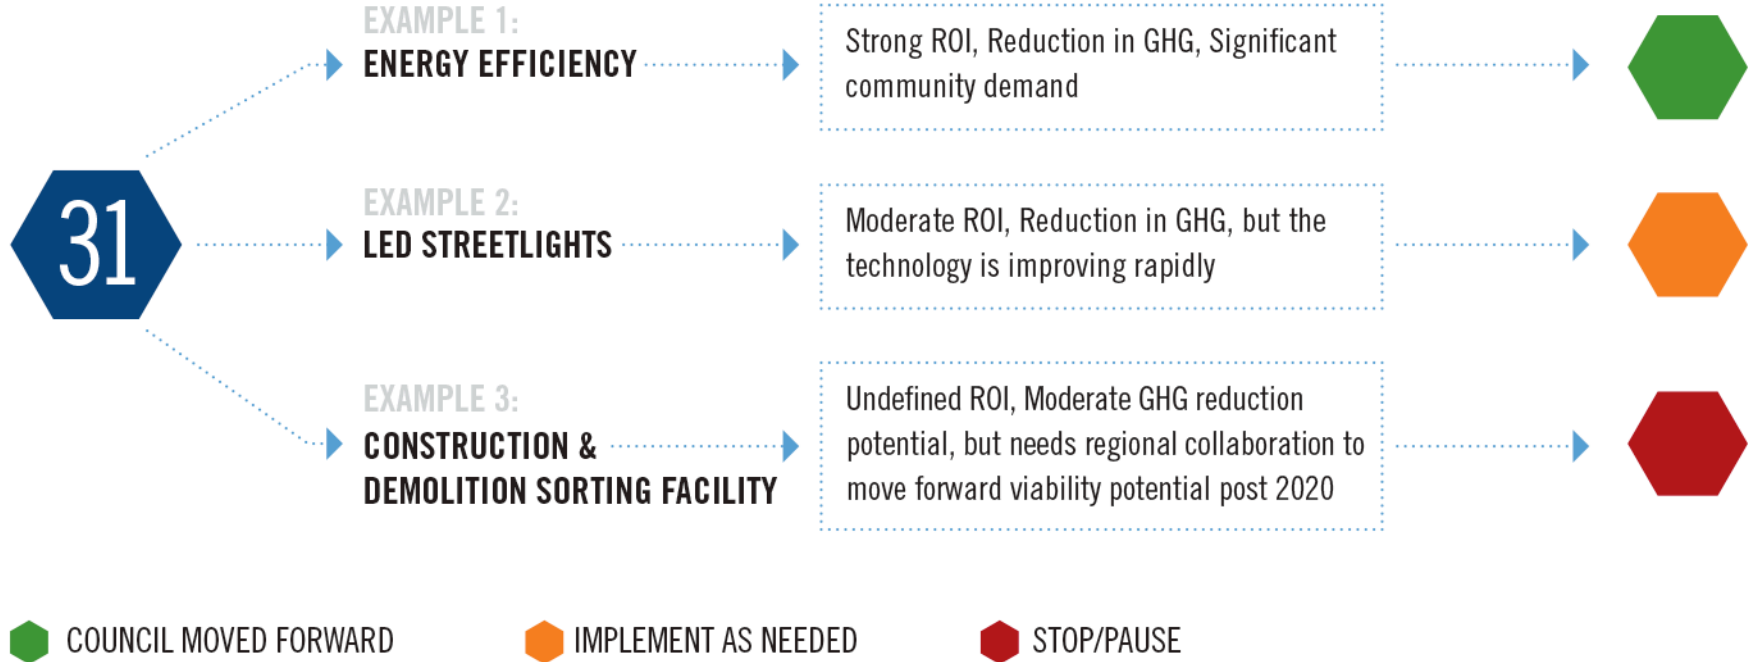 31
EXAMPLE 1:
ENERGY EFFICIENCY
Strong ROI, Reduction in GHG, Significant
community demand
EXAMPLE 2:
LED STREETLIGHTS
Moderate ROI, Reduction in GHG, but the
technology is improving rapidly
EXAMPLE 3:
CONSTRUCTION &
DEMOLITION SORTING FACILITY
Undefined ROI, Moderate GHG reduction
potential, but needs regional collaboration to
move forward viability potential post 2020
COUNCIL MOVED FORWARD
IMPLEMENT AS NEEDED
STOP/PAUSE